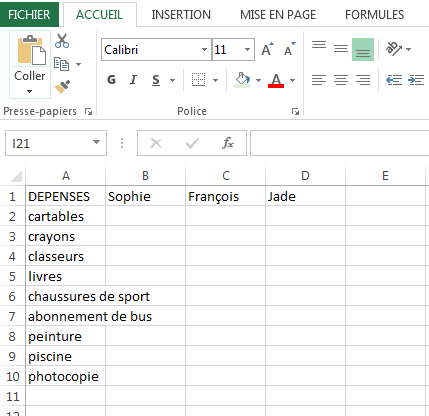 FICHIER ACCUEIL INSERTION MISE EN PAGE FORMULES
Calibri 11 A A
Coller G I S A
Presse-papiers Police
I21 fx
A B C D E
1 DEPENSES Sophie François Jade
2 cartables
3 crayons
4 classeurs
5 livres
6 chaussures de sport
7 abonnement de bus
8 peinture
9 piscine
10 photocopie
11